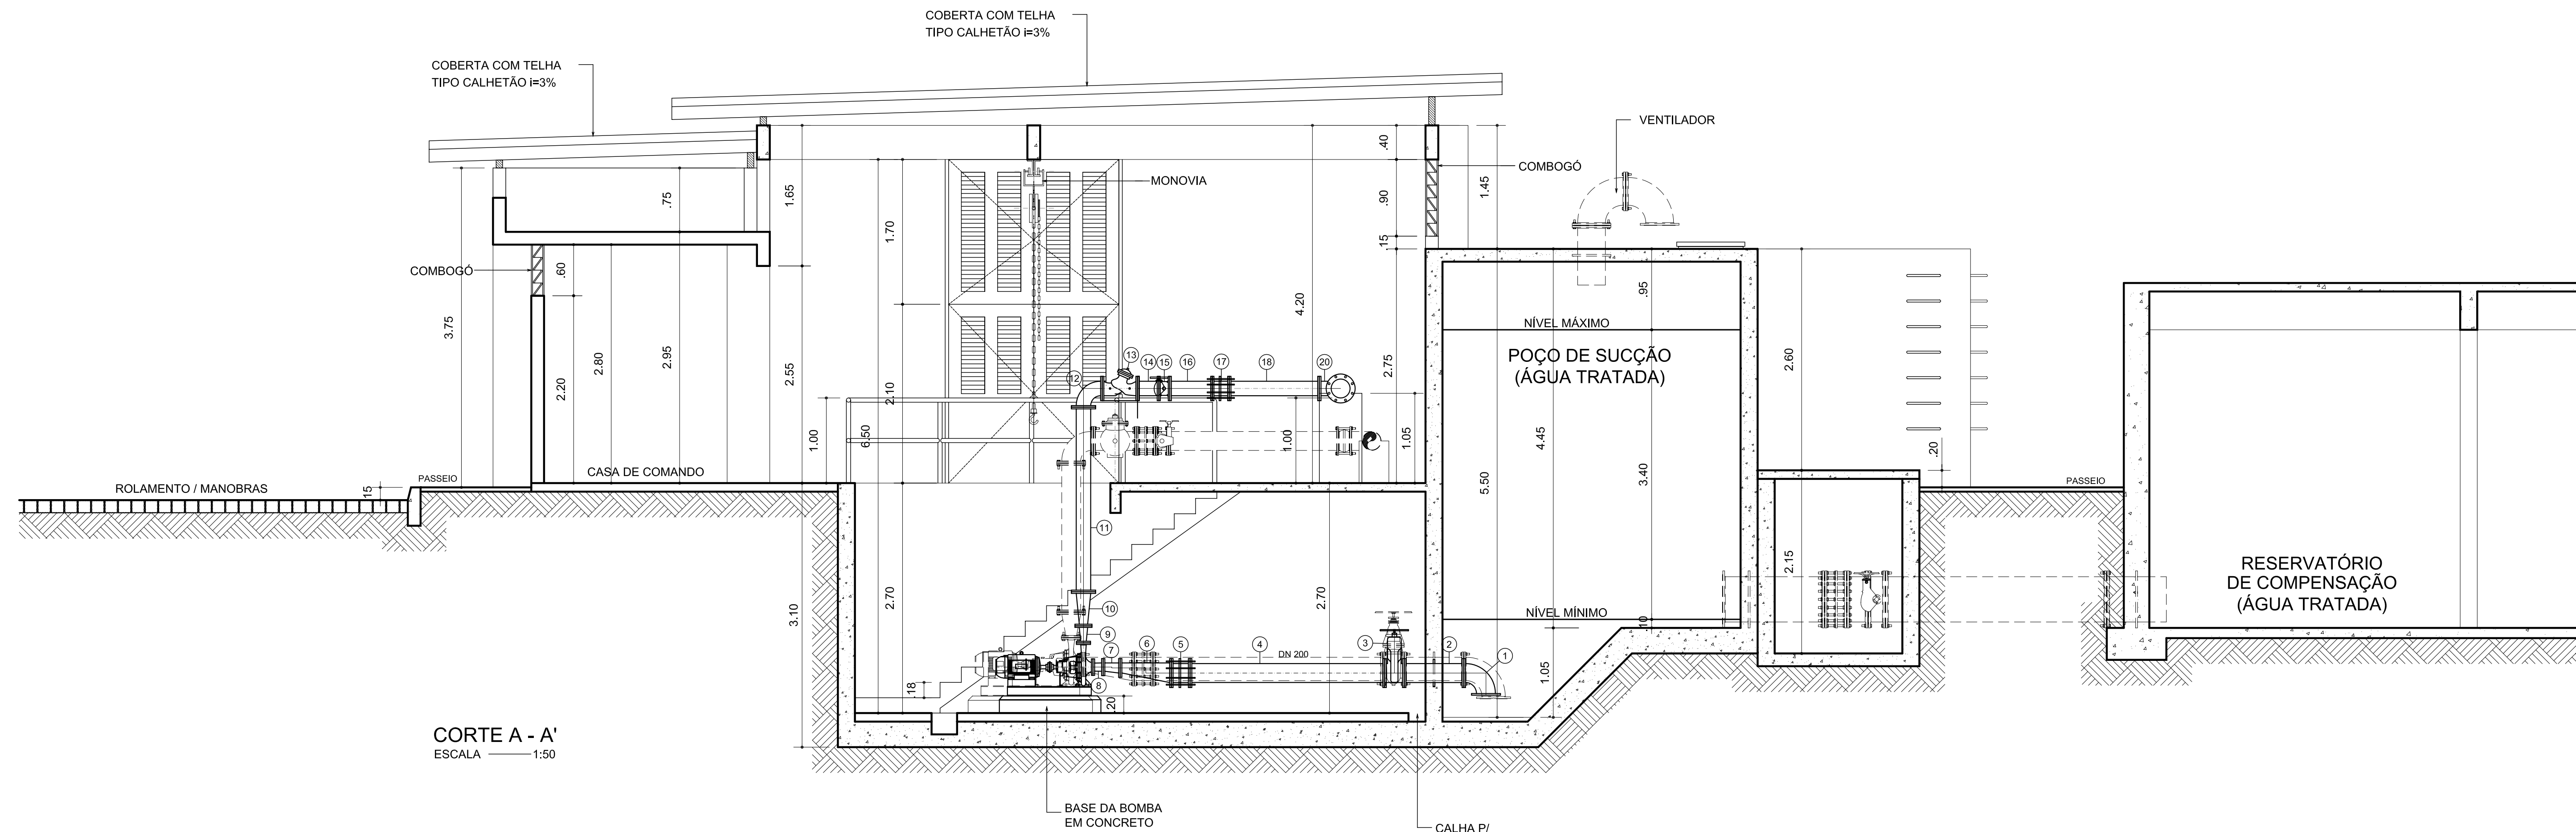 COBERTA COM TELHA
TIPO CALHETÃO i=3%
COBERTA COM TELHA
TIPO CALHETÃO i=3%
VENTILADOR
COMBOGÓ
MONOVIA
COMBOGÓ
.40
.90
.15
1.45
.75
1.65
1.70
.60
3.75
2.80
2.95
2.20
2.55
2.10
6.50
1.00
4.20
2.75
1.00
1.05
.95
NÍVEL MÁXIMO
POÇO DE SUCÇÃO
(ÁGUA TRATADA)
4.45
5.50
3.40
2.60
.20
12
13
14
15
16
17
18
20
ROLAMENTO / MANOBRAS
15
PASSEIO
CASA DE COMANDO
PASSEIO
11
10
9
8
7
6
5
4
3
2
1
DN 200
3.10
2.70
2.70
.18
.20
NÍVEL MÍNIMO
.10
1.05
2.15
RESERVATÓRIO
DE COMPENSAÇÃO
(ÁGUA TRATADA)
CORTE A - A'
ESCALA 1:50
BASE DA BOMBA
EM CONCRETO
CALHA P/